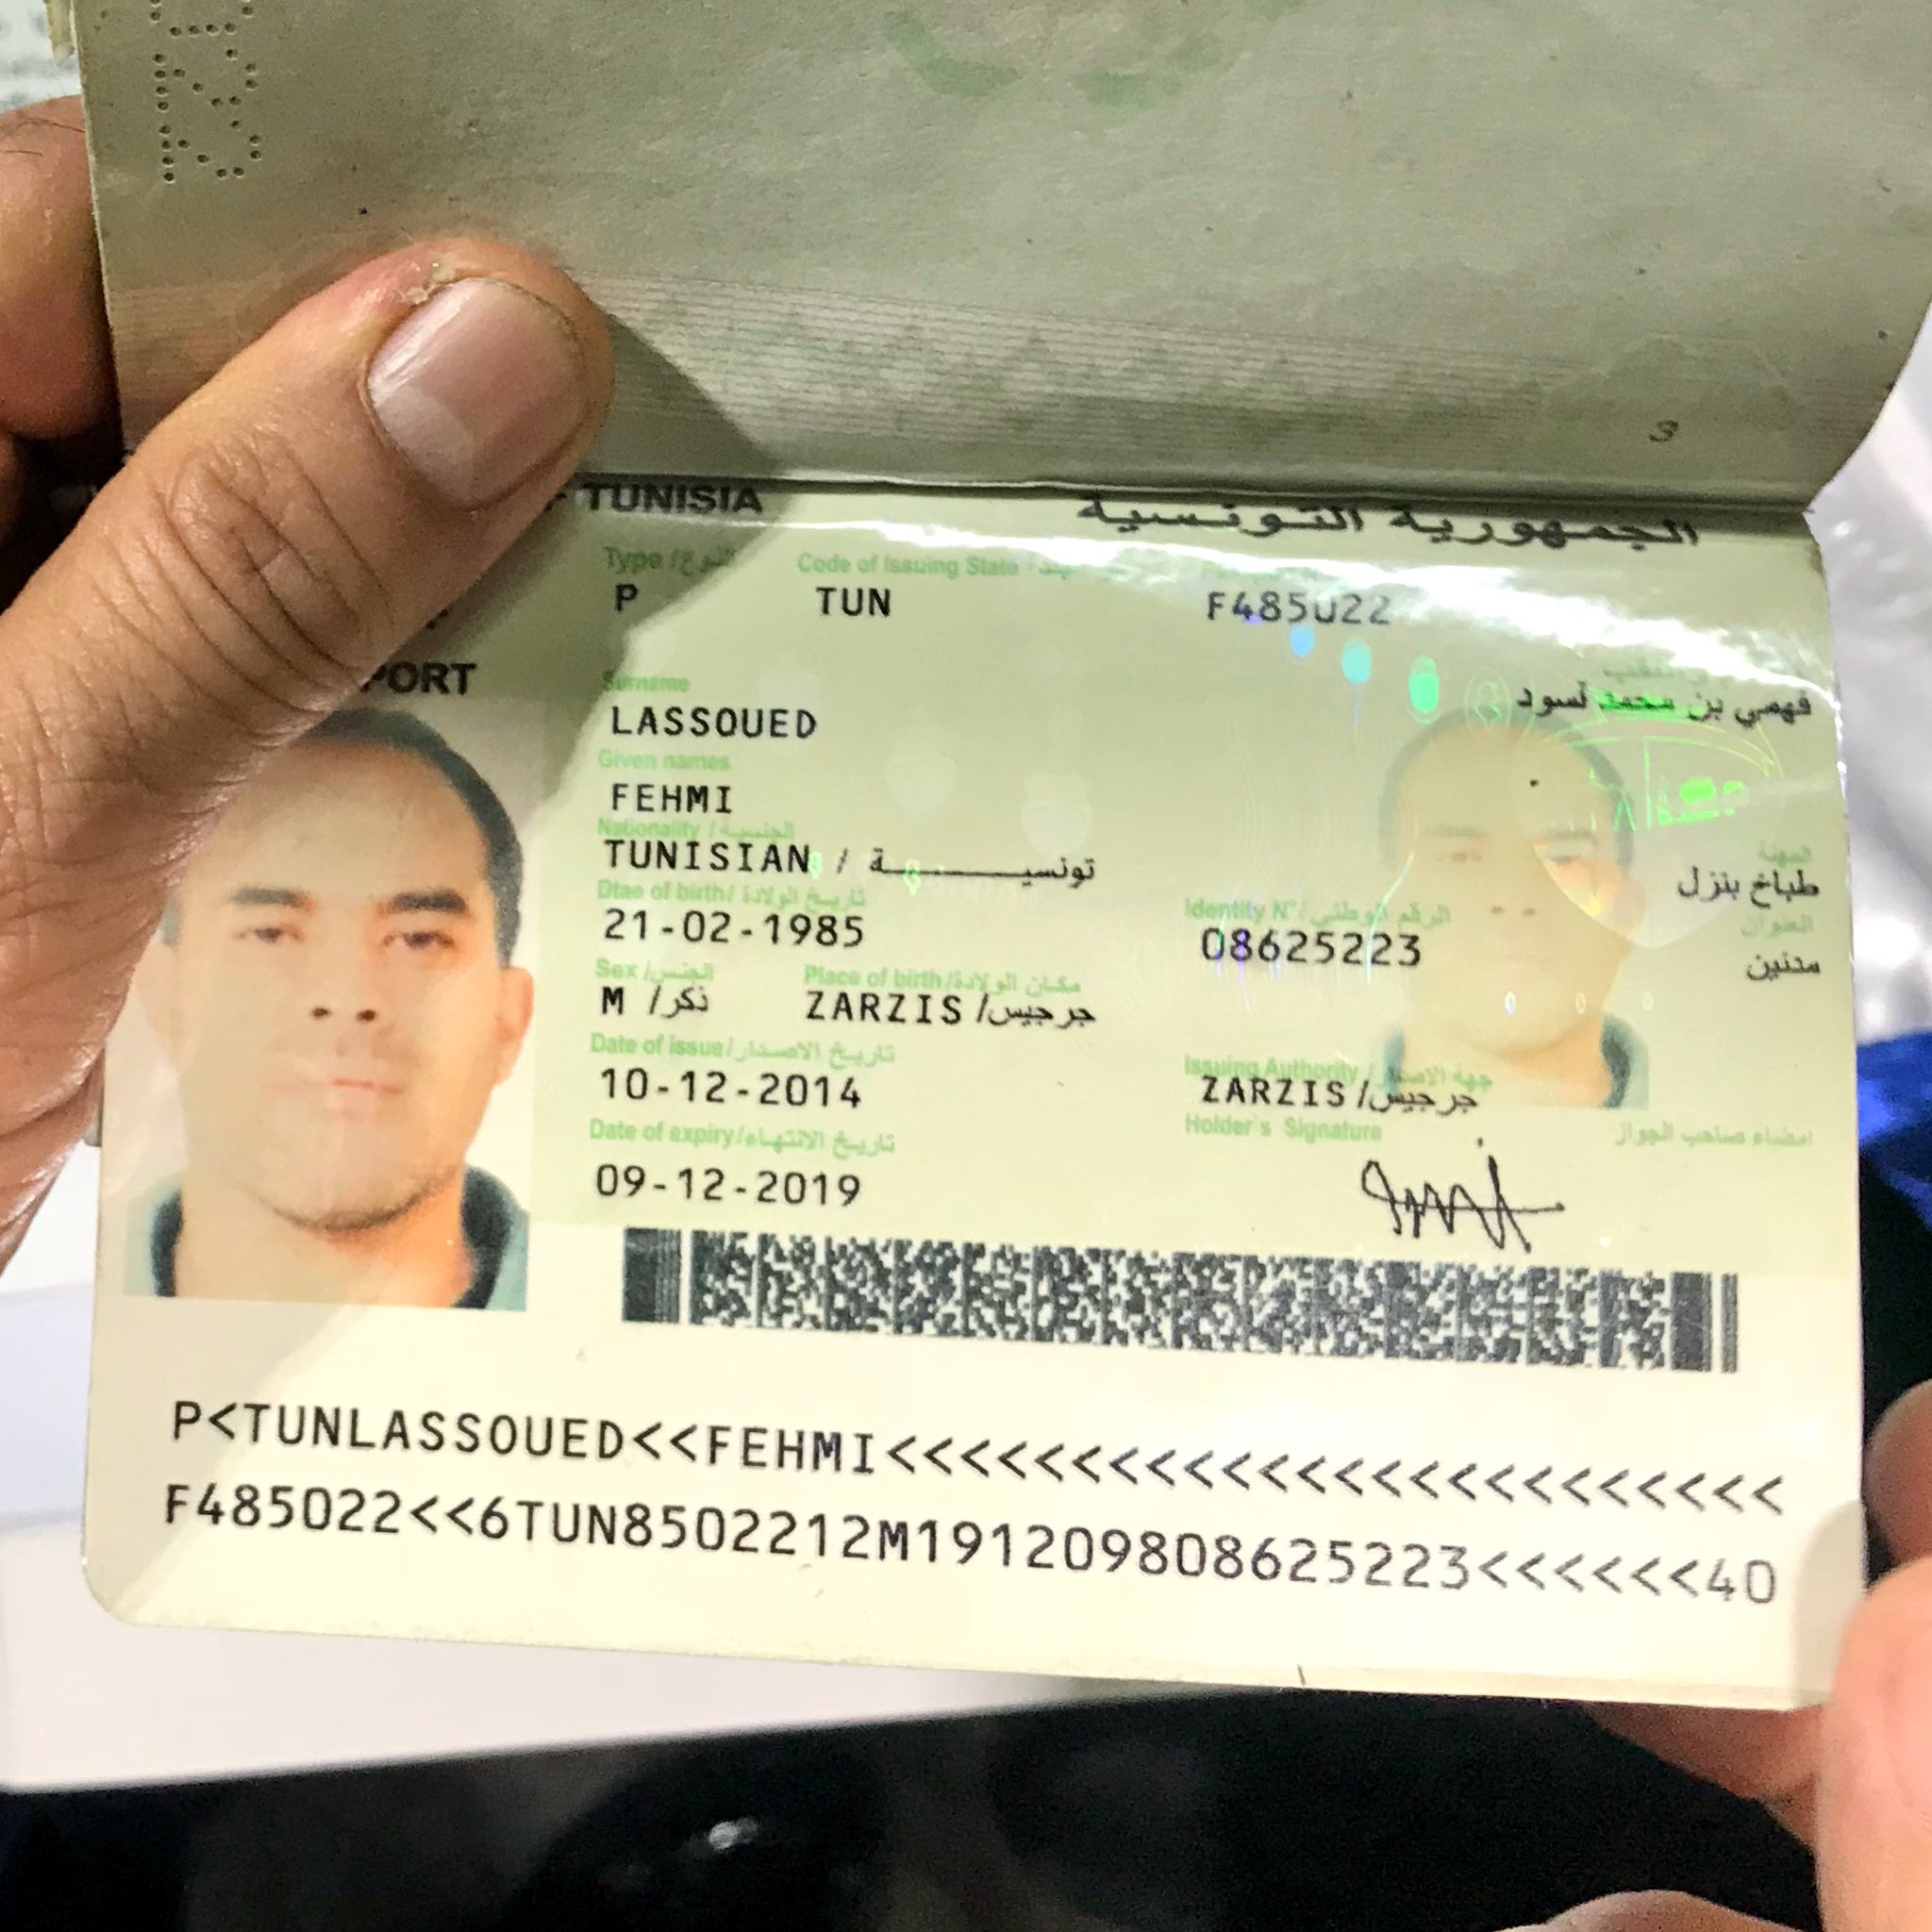 3
TUNISIA الجمهورية التونسية
Type / النوع Code of Issuing State
P TUN F485022
PORT
Surname
LASSOUED فهمي بن محمد لسود
Given names
FEHMI
Nationality / الجنسية
TUNISIAN / تونسيـــــــة
المهنة
طباخ بنزل
Dtae of birth/ تاريخ الولادة Identity N°/ الرقم الوطني العنوان
21-02-1985 08625223 مدنين
Sex / الجنس Place of birth/ مكان الولادة
M / ذكر ZARZIS / جرجيس
Date of issue/ تاريخ الاصدار Issuing Authority / جهة الاصدار
10-12-2014 ZARZIS / جرجيس
Date of expiry/ تاريخ الانتهاء Holder's Signature امضاء صاحب الجواز
09-12-2019
P<TUNLASSOUED<<FEHMI<<<<<<<<<<<<<<<<<<<<<<<<
F485022<<6TUN8502212M191209808625223<<<<<<40